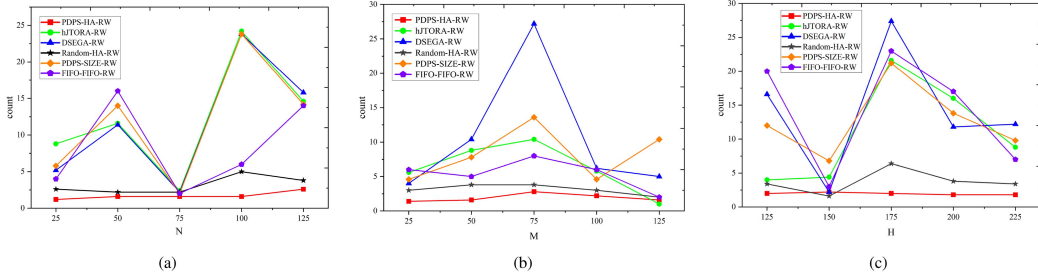 PDPS-HA-RW
hJTORA-RW
DSEGA-RW
Random-HA-RW
PDPS-SIZE-RW
FIFO-FIFO-RW
count
0
5
10
15
20
25
25
50
75
100
125
N
(a)
PDPS-HA-RW
hJTORA-RW
DSEGA-RW
Random-HA-RW
PDPS-SIZE-RW
FIFO-FIFO-RW
count
0
5
10
15
20
25
30
25
50
75
100
125
M
(b)
PDPS-HA-RW
hJTORA-RW
DSEGA-RW
Random-HA-RW
PDPS-SIZE-RW
FIFO-FIFO-RW
count
0
5
10
15
20
25
30
125
150
175
200
225
H
(c)